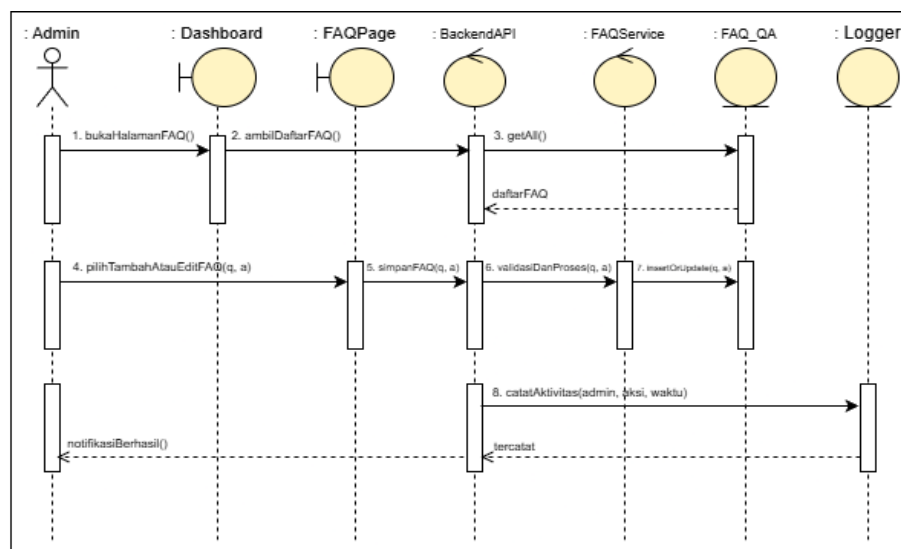 : Admin
: Dashboard
: FAQPage
: BackendAPI
: FAQService
: FAQ_QA
: Logger
1. bukaHalamanFAQ()
2. ambilDaftarFAQ()
3. getAll()
daftarFAQ
4. pilihTambahAtauEditFAQ(q, a)
5. simpanFAQ(q, a)
6. validasiDanProses(q, a)
7. insertOrUpdate(q, a)
8. catatAktivitas(admin, aksi, waktu)
notifikasiBerhasil()
tercatat